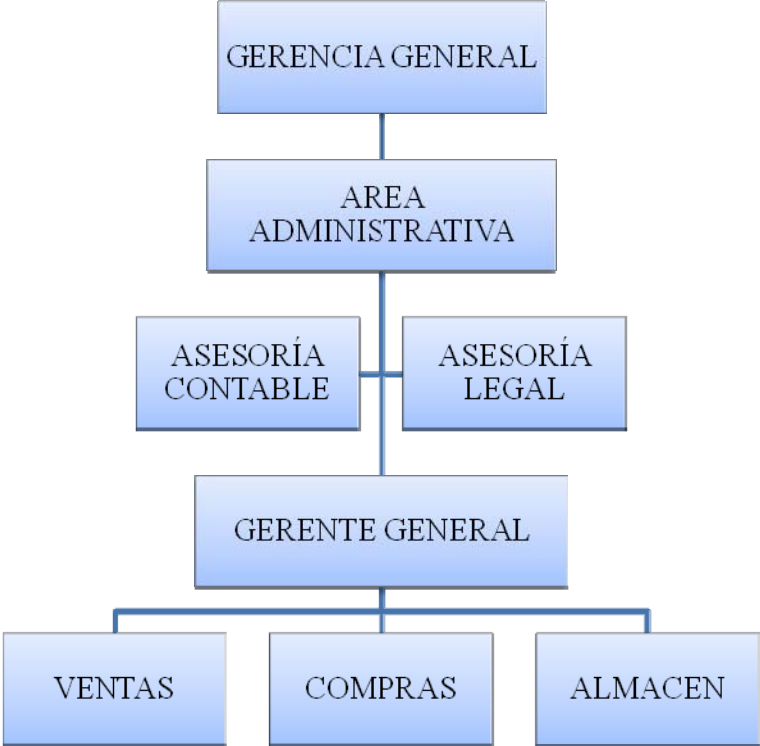 GERENCIA GENERAL
AREA
ADMINISTRATIVA
ASESORÍA
CONTABLE
ASESORÍA
LEGAL
GERENTE GENERAL
VENTAS
COMPRAS
ALMACEN